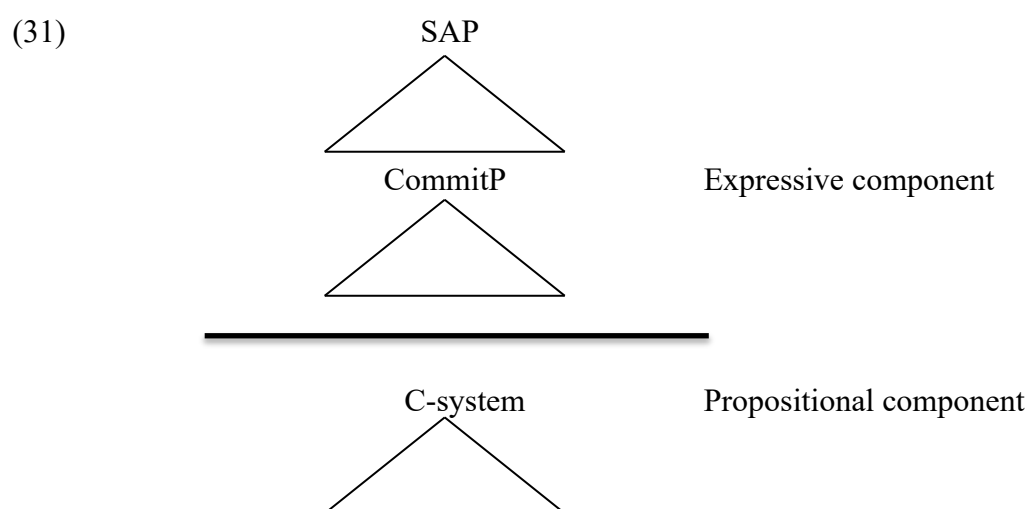 (31) SAP
CommitP Expressive component
C-system Propositional component